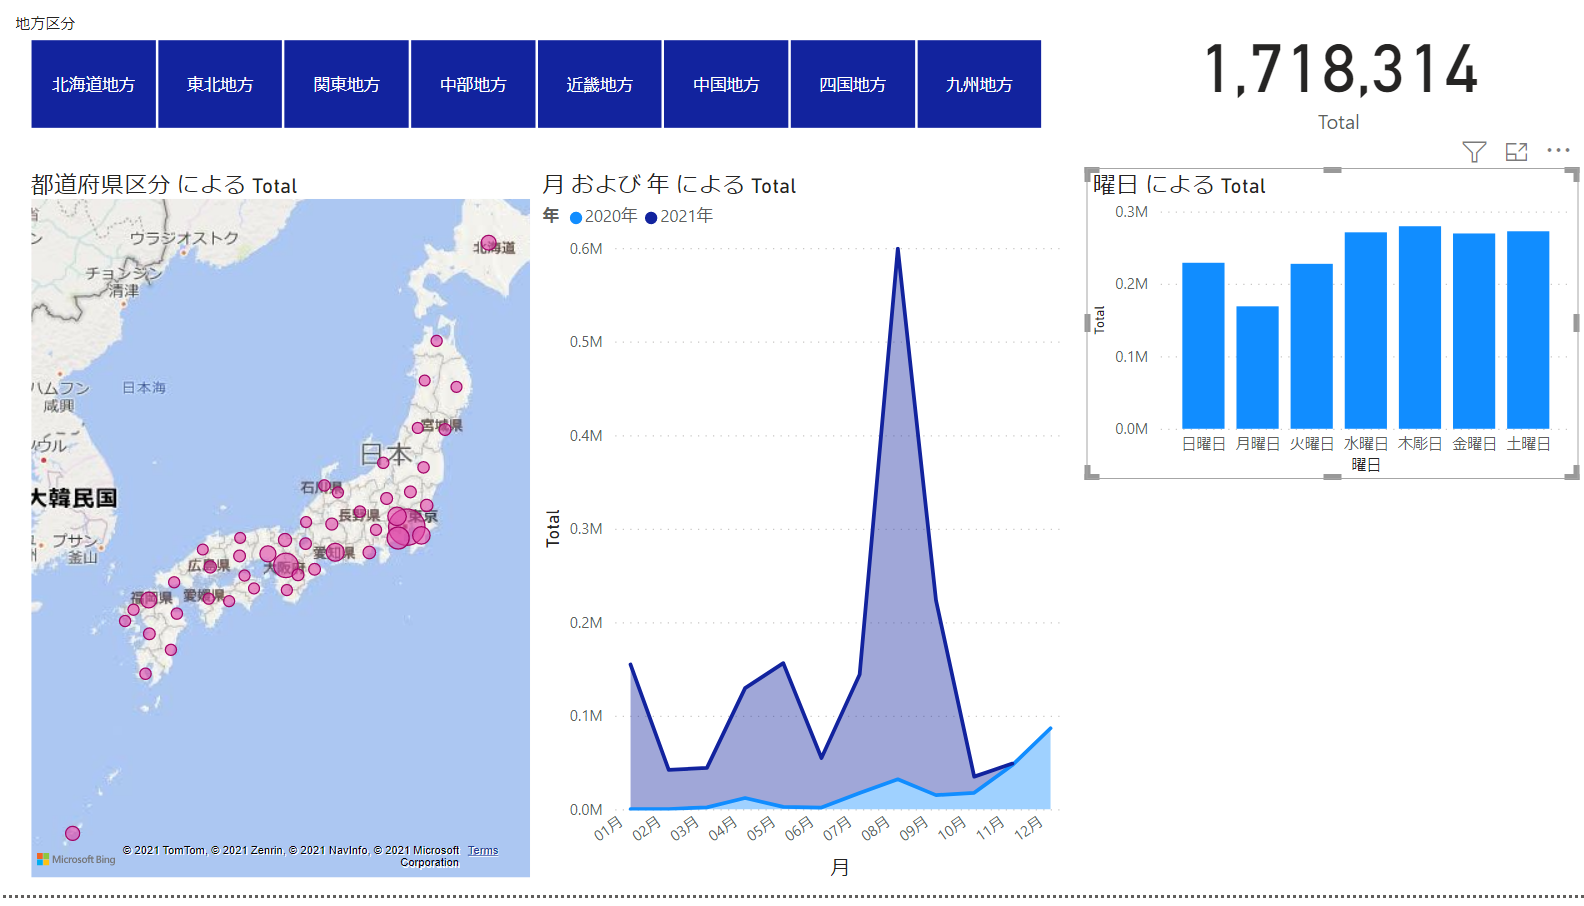 地方区分
北海道地方 東北地方 関東地方 中部地方 近畿地方 中国地方 四国地方 九州地方
1,718,314
Total
都道府県区分 による Total
ウラジオストク
チョンジン
清津
北海道
ハムフン
咸興
日本海
宮城県
日本
石川県
大韓民国
長野県
東京
プサン
釜山
愛知県
広島県
大阪府
福岡県
愛媛県
Microsoft Bing
© 2021 TomTom, © 2021 Zenrin, © 2021 NavInfo, © 2021 Microsoft Corporation Terms
月 および 年 による Total
年 2020年 2021年
0.6M
0.5M
0.4M
0.3M
0.2M
0.1M
0.0M
Total
01月 02月 03月 04月 05月 06月 07月 08月 09月 10月 11月 12月
月
曜日 による Total
0.3M
0.2M
0.1M
0.0M
Total
日曜日 月曜日 火曜日 水曜日 木彫日 金曜日 土曜日
曜日